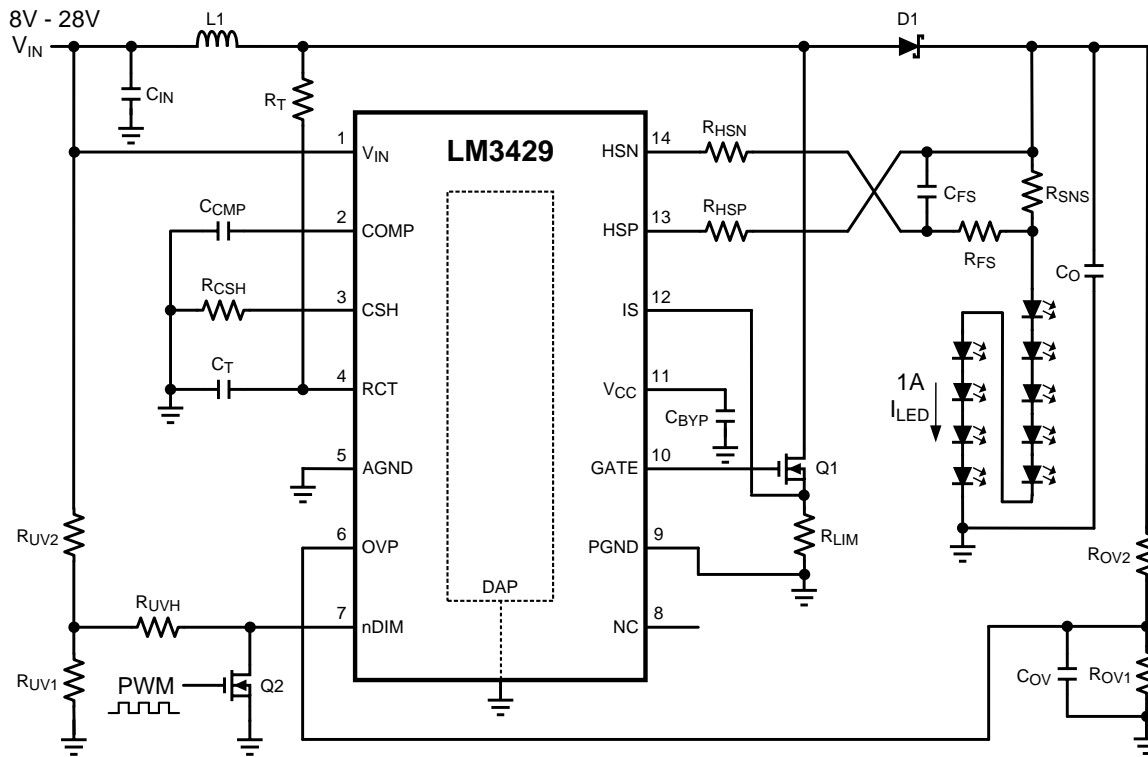 8V - 28V
VIN
L1
D1
CIN
RT
LM3429
1
VIN
HSN
14
RHSN
CFS
RSNS
CCMP
2
COMP
HSP
13
RHSP
RFS
CO
RCSH
3
CSH
IS
12
CT
4
RCT
VCC
11
CBYP
1A
ILED
5
AGND
GATE
10
Q1
RUV2
6
OVP
PGND
9
RLIM
ROV2
DAP
RUVH
7
nDIM
NC
8
RUV1
PWM
Q2
COV
ROV1